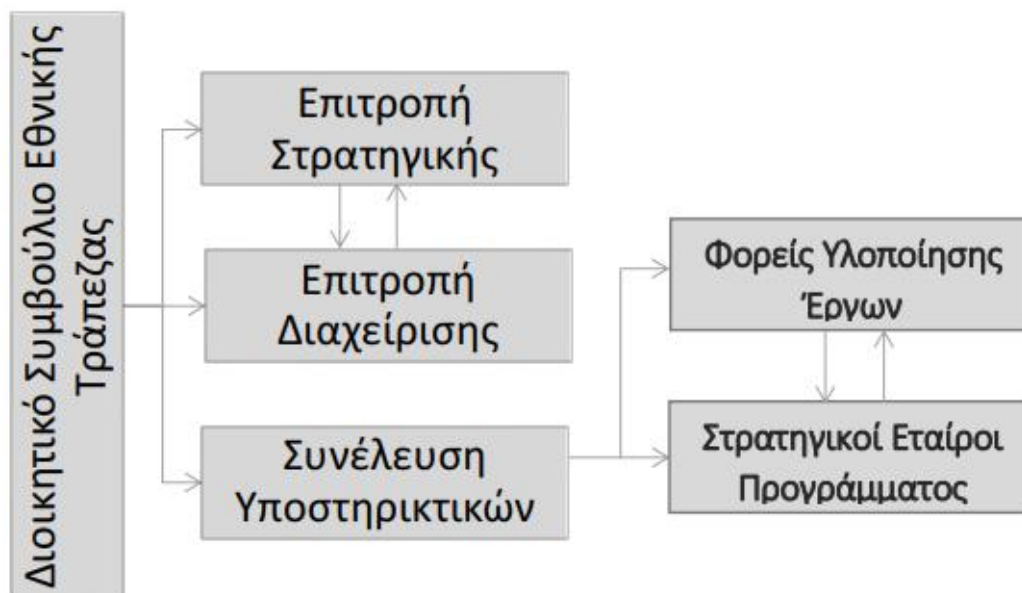 Διοικητικό Συμβούλιο Εθνικής
Τράπεζας
Επιτροπή
Στρατηγικής
Επιτροπή
Διαχείρισης
Συνέλευση
Υποστηρικτικών
Φορείς Υλοποίησης
Έργων
Στρατηγικοί Εταίροι
Προγράμματος